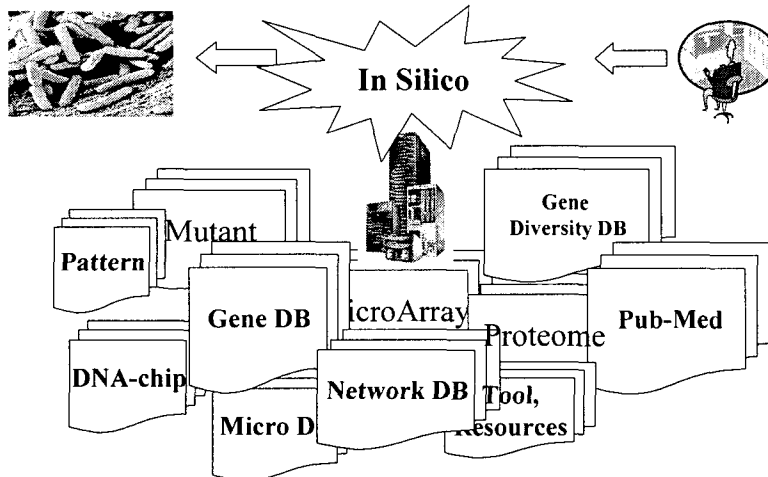 In Silico
Gene
Diversity DB
Mutant
Pattern
Gene DB
icroArray
Proteome
Pub-Med
DNA-chip
Network DB
Tool,
Resources
Micro D